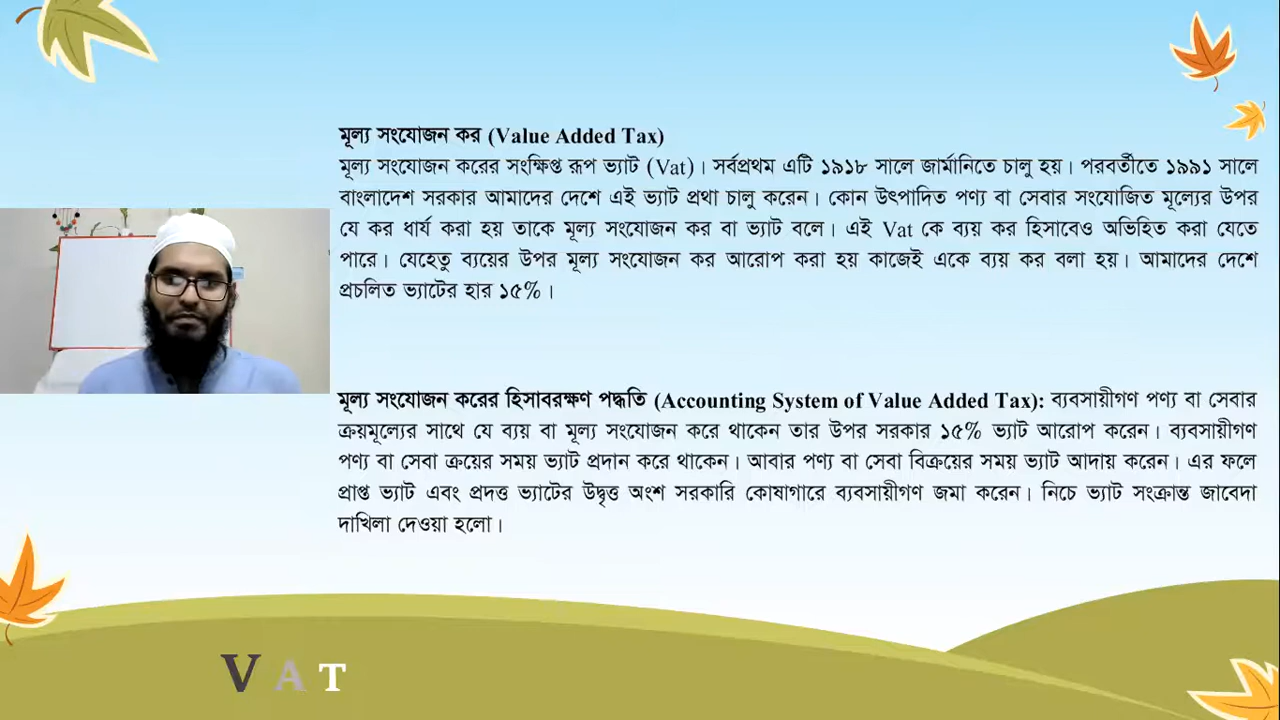 মূল্য সংযোজন কর (Value Added Tax)
মূল্য সংযোজন করের সংক্ষিপ্ত রূপ ভ্যাট (Vat)। সর্বপ্রথম এটি ১৯১৮ সালে জার্মানিতে চালু হয়। পরবর্তীতে ১৯৯১ সালে
বাংলাদেশ সরকার আমাদের দেশে এই ভ্যাট প্রথা চালু করেন। কোন উৎপাদিত পণ্য বা সেবার সংযোজিত মূল্যের উপর
যে কর ধার্য করা হয় তাকে মূল্য সংযোজন কর বা ভ্যাট বলে। এই Vat কে ব্যয় কর হিসাবেও অভিহিত করা যেতে
পারে। যেহেতু ব্যয়ের উপর মূল্য সংযোজন কর আরোপ করা হয় কাজেই একে ব্যয় কর বলা হয়। আমাদের দেশে
প্রচলিত ভ্যাটের হার ১৫%।
মূল্য সংযোজন করের হিসাবরক্ষণ পদ্ধতি (Accounting System of Value Added Tax): ব্যবসায়ীগণ পণ্য বা সেবার
ক্রয়মূল্যের সাথে যে ব্যয় বা মূল্য সংযোজন করে থাকেন তার উপর সরকার ১৫% ভ্যাট আরোপ করেন। ব্যবসায়ীগণ
পণ্য বা সেবা ক্রয়ের সময় ভ্যাট প্রদান করে থাকেন। আবার পণ্য বা সেবা বিক্রয়ের সময় ভ্যাট আদায় করেন। এর ফলে
প্রাপ্ত ভ্যাট এবং প্রদত্ত ভ্যাটের উদ্বৃত্ত অংশ সরকারি কোষাগারে ব্যবসায়ীগণ জমা করেন। নিচে ভ্যাট সংক্রান্ত জাবেদা
দাখিলা দেওয়া হলো।
V A T